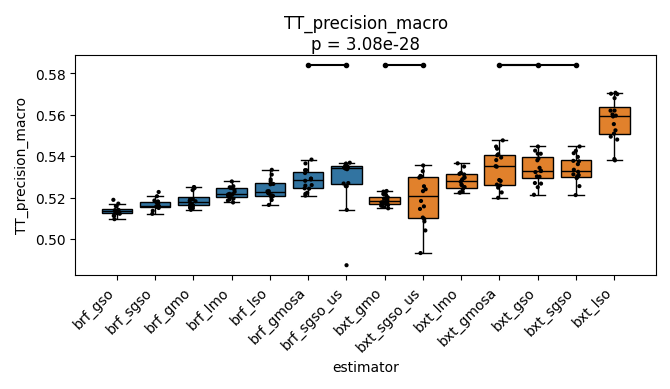 TT_precision_macro
p = 3.08e-28
TT_precision_macro
0.58
0.56
0.54
0.52
0.50
brf_gso
brf_sgso
brf_gmo
brf_lmo
brf_lso
brf_gmosa
brf_sgso_us
bxt_gmo
bxt_sgso_us
bxt_lmo
bxt_gmosa
bxt_gso
bxt_sgso
bxt_lso
estimator